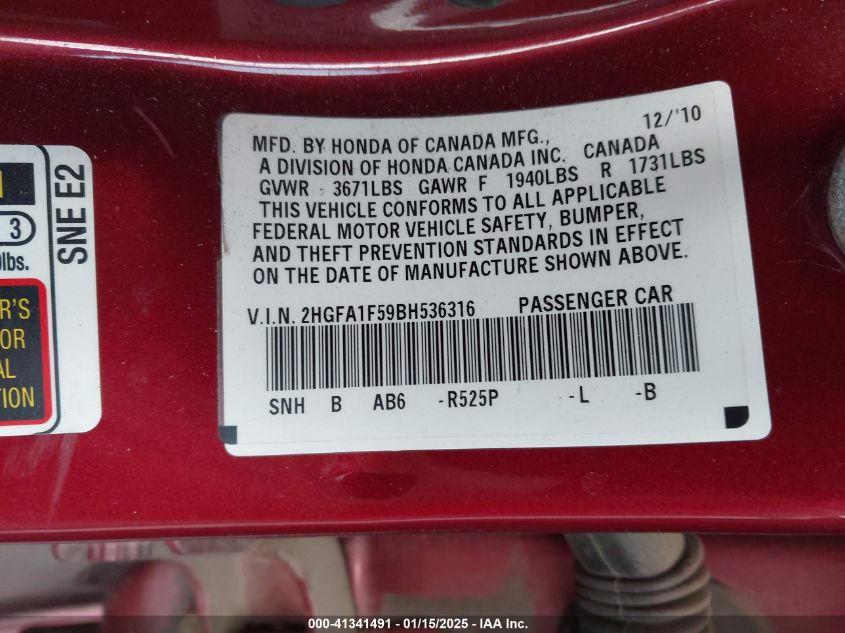 12/'10
MFD. BY HONDA OF CANADA MFG.,
A DIVISION OF HONDA CANADA INC. CANADA
GVWR 3671LBS GAWR F 1940LBS R 1731LBS
THIS VEHICLE CONFORMS TO ALL APPLICABLE
FEDERAL MOTOR VEHICLE SAFETY, BUMPER,
AND THEFT PREVENTION STANDARDS IN EFFECT
ON THE DATE OF MANUFACTURE SHOWN ABOVE.
V.I.N. 2HGFA1F59BH536316 PASSENGER CAR
SNH B AB6 -R525P -L -B
SNE E2
3
lbs.
00-41341491 - 01/15/2025 - IAA Inc.